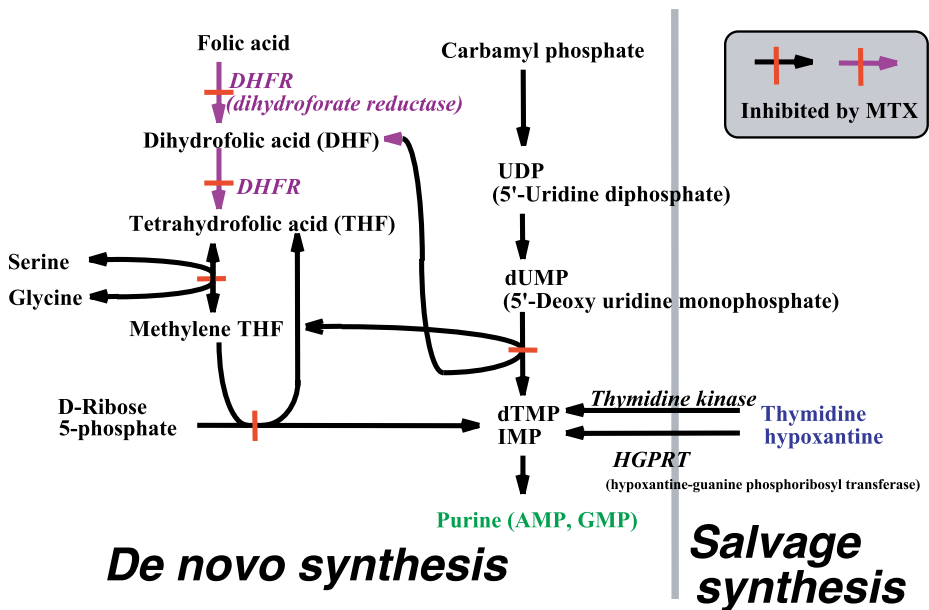 Folic acid
DHFR
(dihydroforate reductase)
Dihydrofolic acid (DHF)
DHFR
Tetrahydrofolic acid (THF)
Serine
Glycine
Methylene THF
D-Ribose
5-phosphate
Carbamyl phosphate
UDP
(5'-Uridine diphosphate)
dUMP
(5'-Deoxy uridine monophosphate)
dTMP
IMP
Purine (AMP, GMP)
Inhibited by MTX
Thymidine kinase
Thymidine
hypoxantine
HGPRT
(hypoxantine-guanine phosphoribosyl transferase)
De novo synthesis
Salvage
synthesis